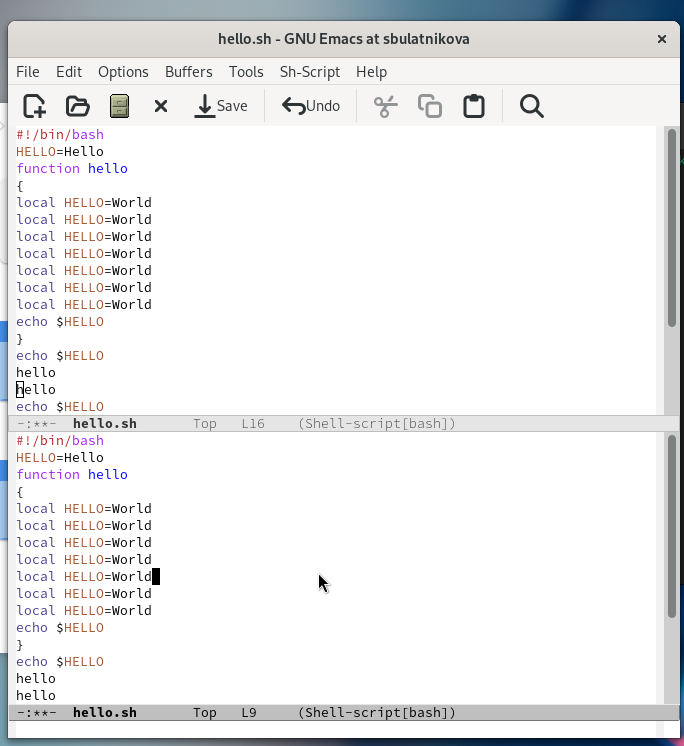 hello.sh - GNU Emacs at sbulatnikova
File Edit Options Buffers Tools Sh-Script Help
Save Undo
#!/bin/bash
HELLO=Hello
function hello
{
local HELLO=World
local HELLO=World
local HELLO=World
local HELLO=World
local HELLO=World
local HELLO=World
local HELLO=World
echo $HELLO
}
echo $HELLO
hello
hello
echo $HELLO
-:**- hello.sh Top L16 (Shell-script[bash])
#!/bin/bash
HELLO=Hello
function hello
{
local HELLO=World
local HELLO=World
local HELLO=World
local HELLO=World
local HELLO=World
local HELLO=World
local HELLO=World
echo $HELLO
}
echo $HELLO
hello
hello
-:**- hello.sh Top L9 (Shell-script[bash])